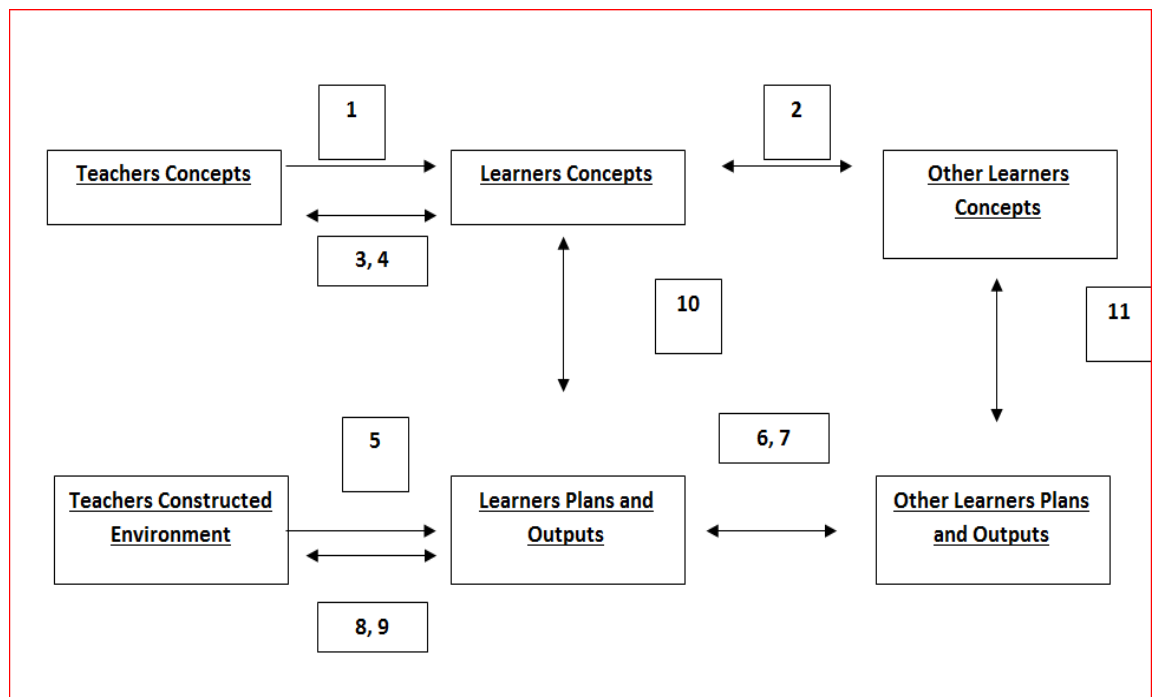 1
2
Teachers Concepts
Learners Concepts
Other Learners
Concepts
3, 4
10
11
5
6, 7
Teachers Constructed
Environment
Learners Plans and
Outputs
Other Learners Plans
and Outputs
8, 9